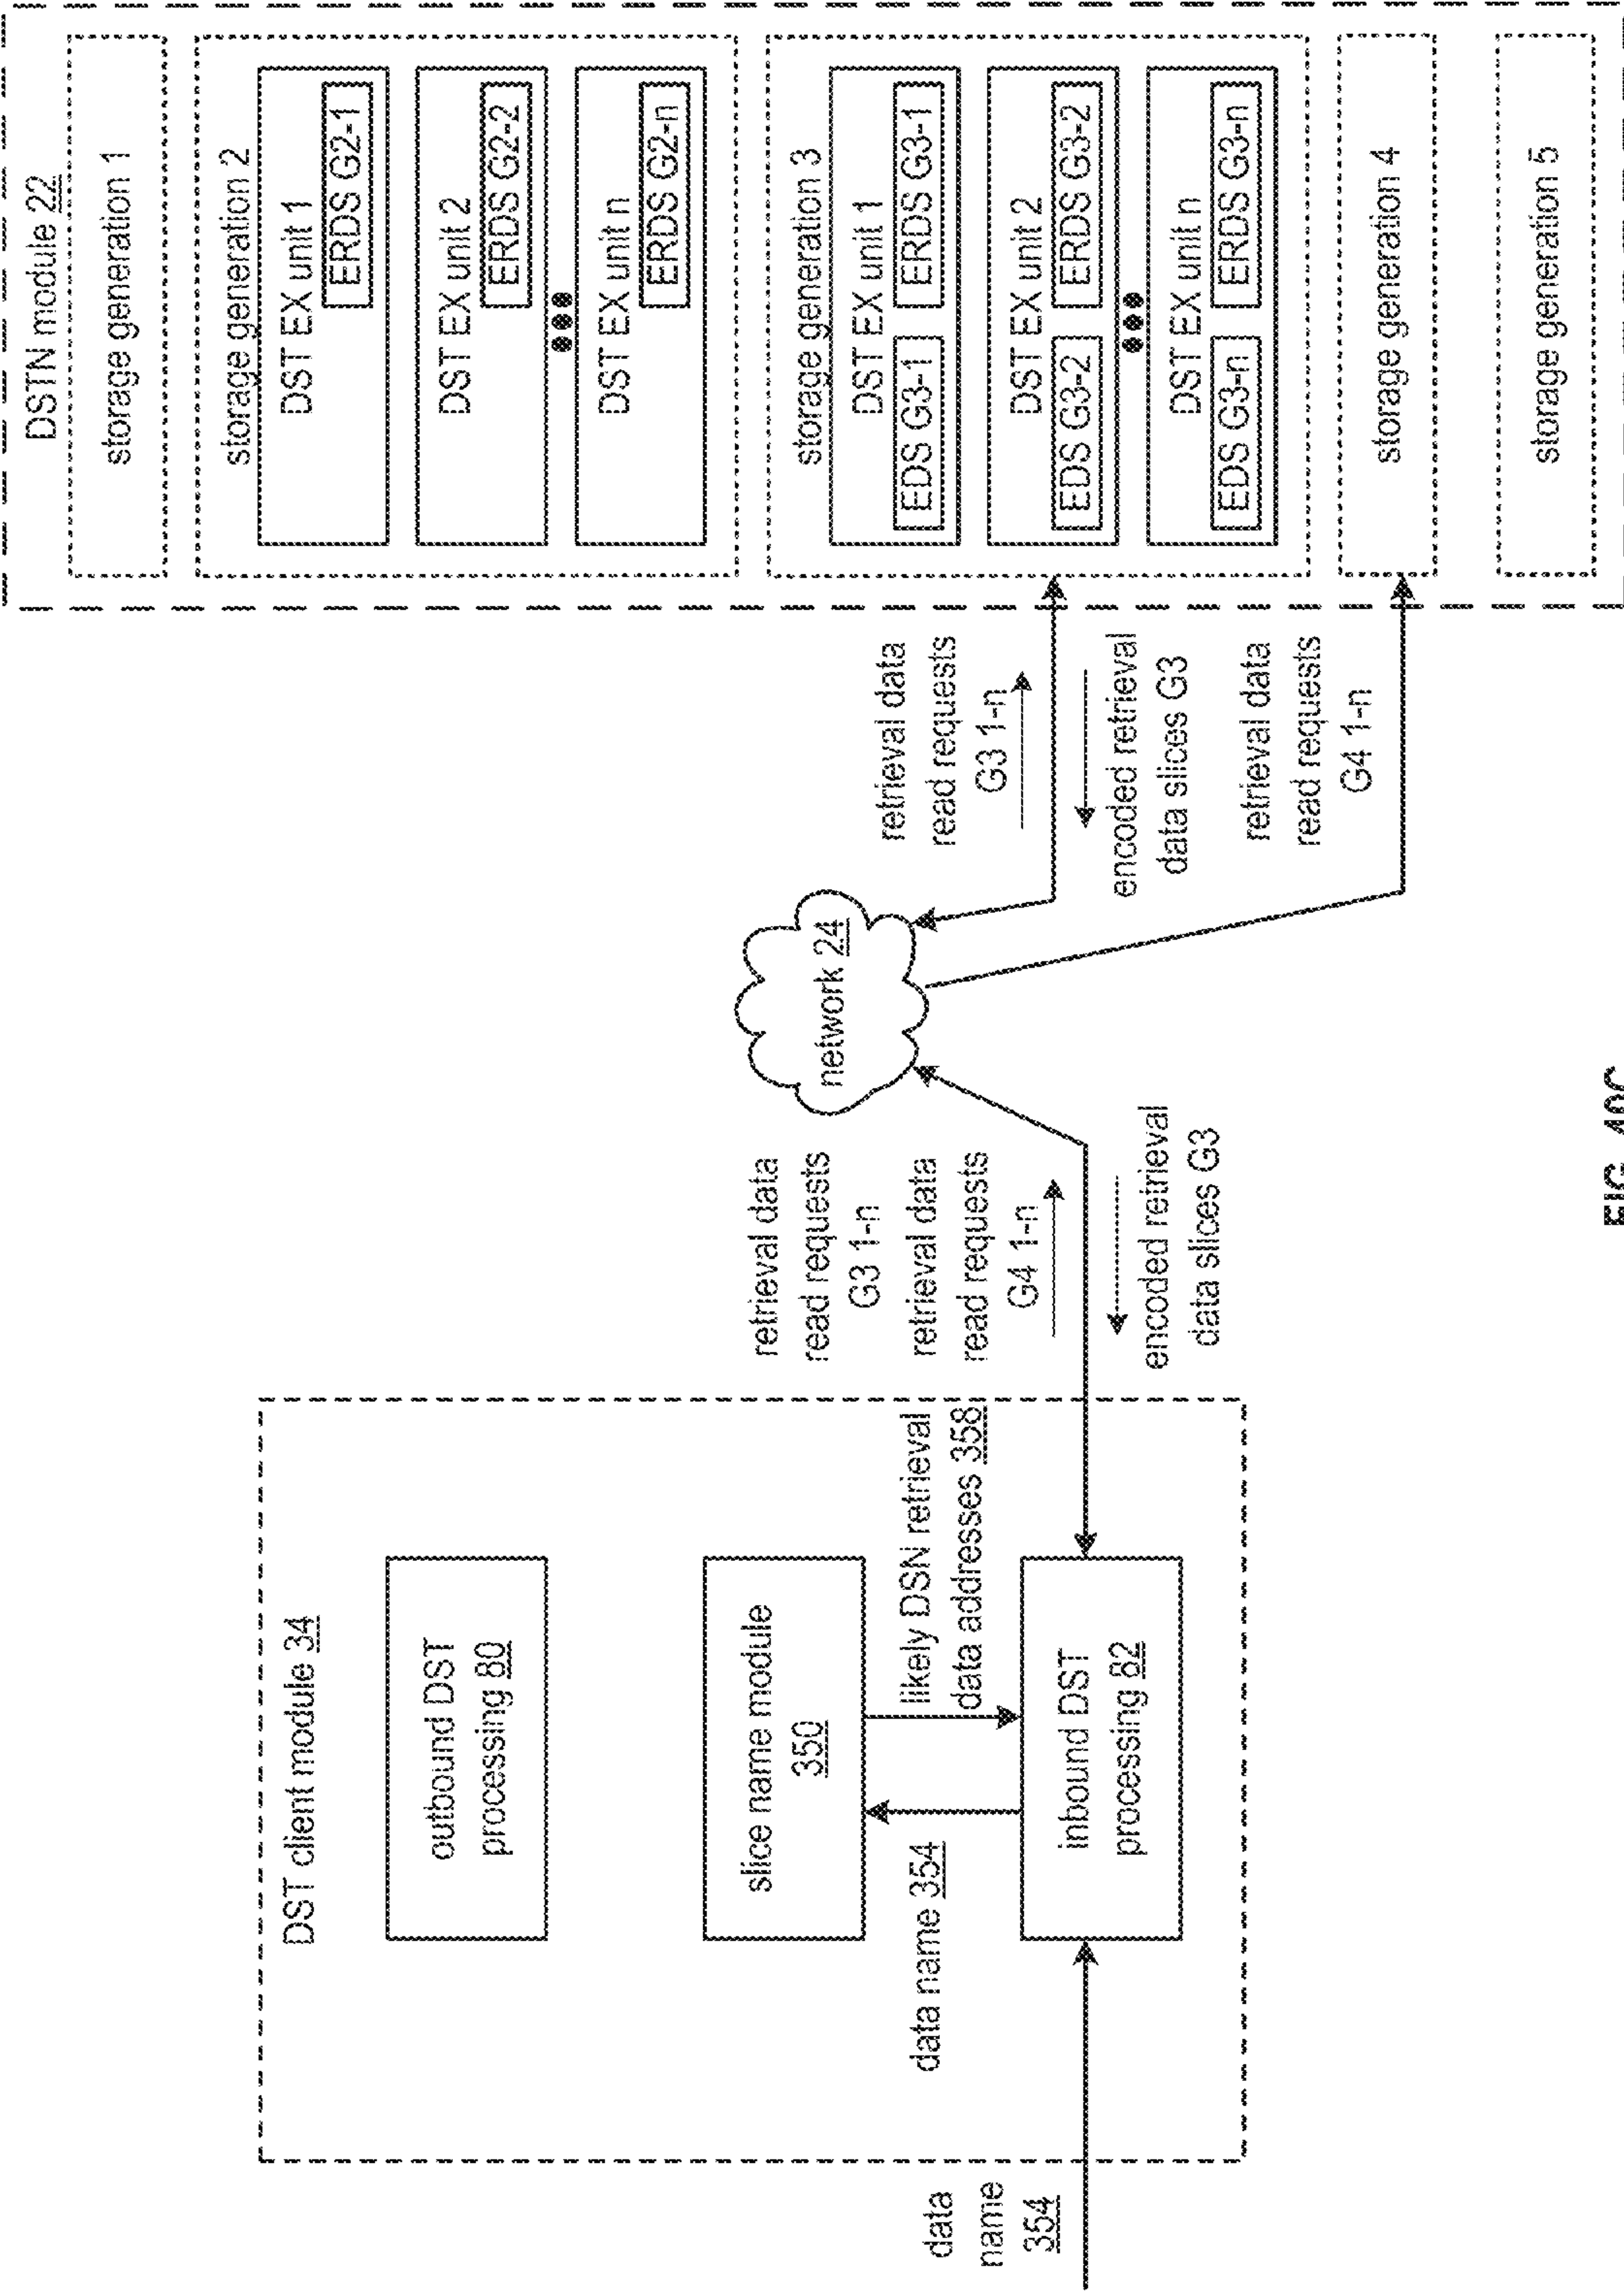 DST client module 34
outbound DST
processing 80
slice name module
350
data name 354
likely DSN retrieval
data addresses 358
inbound DST
processing 82
data
name
354
retrieval data
read requests
G3 1-n
retrieval data
read requests
G4 1-n
encoded retrieval
data slices G3
network 24
retrieval data
read requests
G3 1-n
encoded retrieval
data slices G3
retrieval data
read requests
G4 1-n
DSTN module 22
storage generation 1
storage generation 2
DST EX unit 1
ERDS G2-1
DST EX unit 2
ERDS G2-2
DST EX unit n
ERDS G2-n
storage generation 3
DST EX unit 1
EDS G3-1 ERDS G3-1
DST EX unit 2
EDS G3-2 ERDS G3-2
DST EX unit n
EDS G3-n ERDS G3-n
storage generation 4
storage generation 5
FIG. 40C